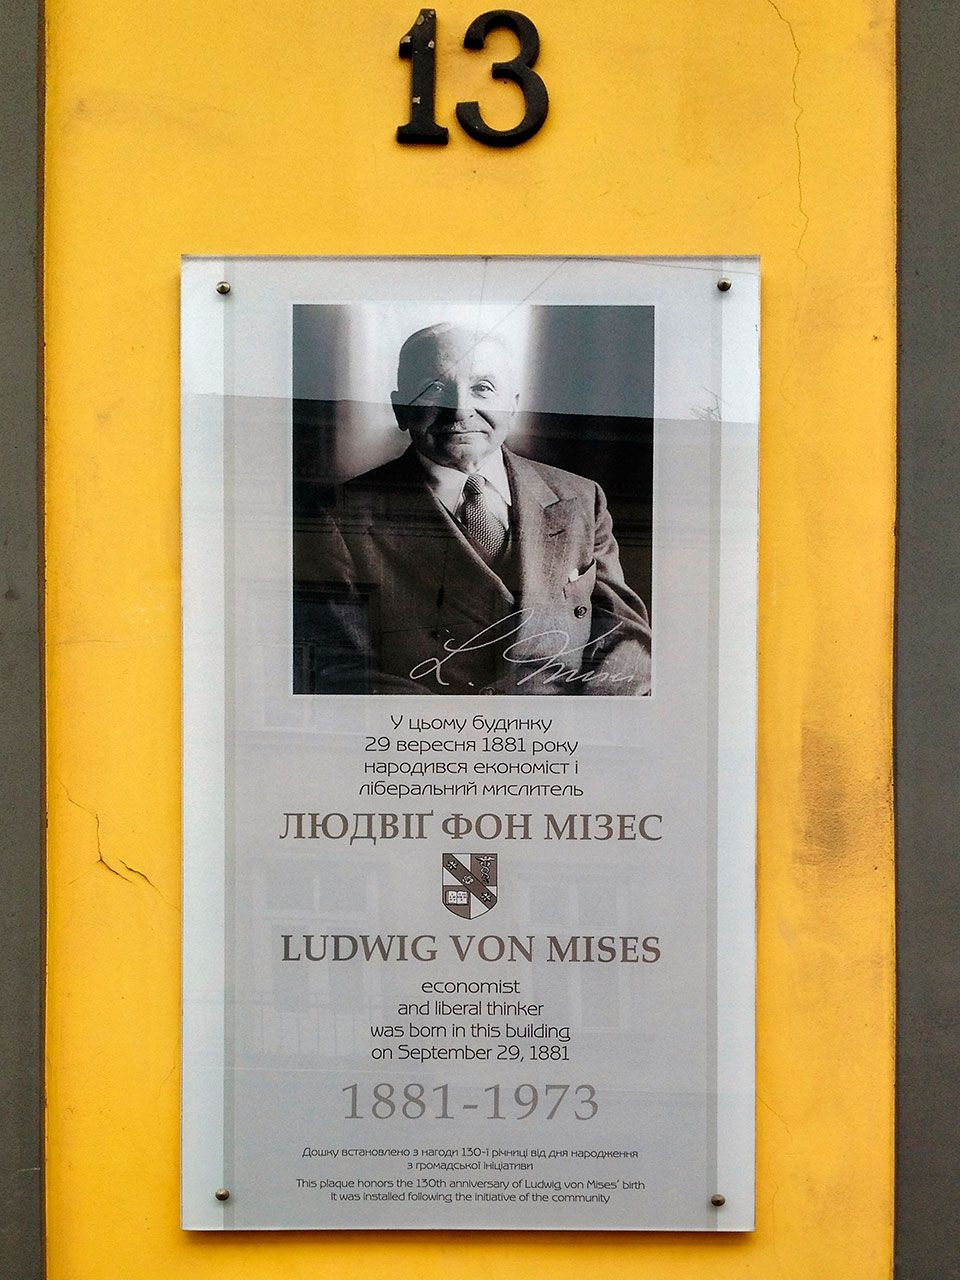 13
L. Mises
У цьому будинку
29 вересня 1881 року
народився економіст і
ліберальний мислитель
ЛЮДВІҐ ФОН МІЗЕС
LUDWIG VON MISES
economist
and liberal thinker
was born in this building
on September 29, 1881
1881-1973
Дошку встановлено з нагоди 130-ї річниці від дня народження
з громадської ініціативи
This plaque honors the 130th anniversary of Ludwig von Mises' birth
It was installed following the initiative of the community